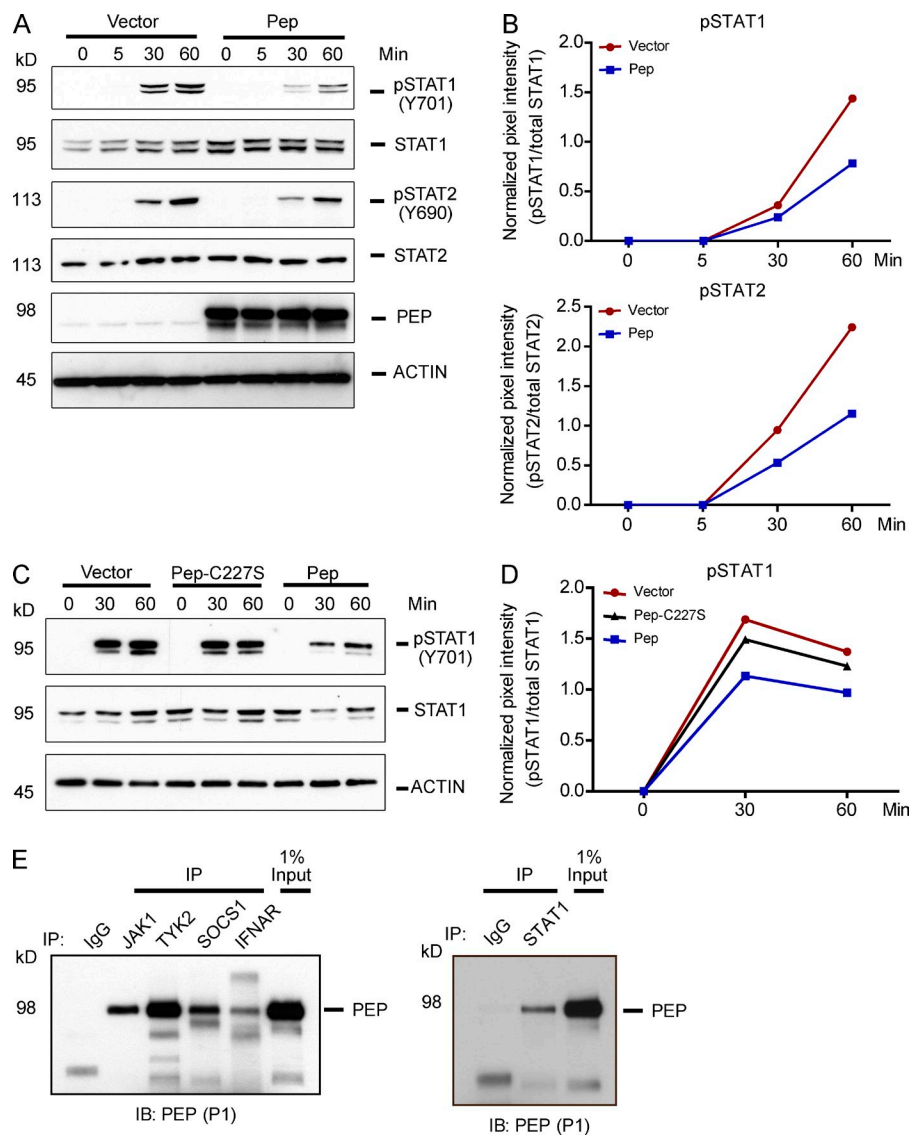 A
Vector Pep
0 5 30 60 0 5 30 60 Min
kD
95 pSTAT1
(Y701)
95 STAT1
113 pSTAT2
(Y690)
113 STAT2
98 PEP
45 ACTIN
B
pSTAT1
Normalized pixel intensity
(pSTAT1/total STAT1)
2.0
1.5
1.0
0.5
0.0
Vector
Pep
0 5 30 60 Min
pSTAT2
Normalized pixel intensity
(pSTAT2/total STAT2)
2.5
2.0
1.5
1.0
0.5
0.0
Vector
Pep
0 5 30 60 Min
C
Vector Pep-C227S Pep
0 30 60 0 30 60 0 30 60 Min
kD
95 pSTAT1
(Y701)
95 STAT1
45 ACTIN
D
pSTAT1
Normalized pixel intensity
(pSTAT1/total STAT1)
2.0
1.5
1.0
0.5
0.0
Vector
Pep-C227S
Pep
0 30 60 Min
E
IP 1%
Input
IP: IgG JAK1 TYK2 SOCS1 IFNAR
kD
98 PEP
IB: PEP (P1)
IP 1%
Input
IP: IgG STAT1
kD
98 PEP
IB: PEP (P1)